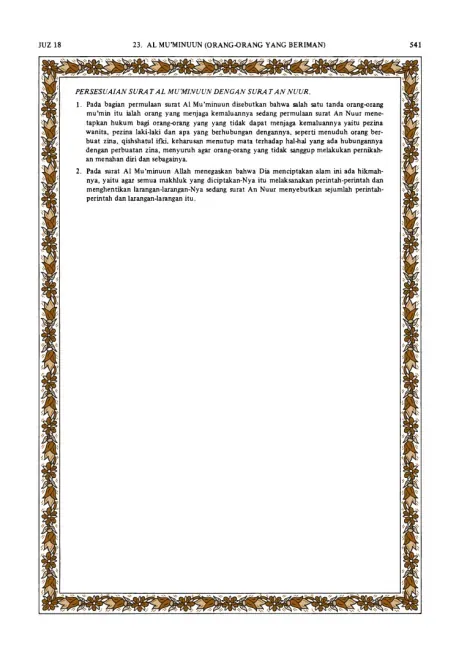 JUZ 18 23. AL MU'MINUUN (ORANG-ORANG YANG BERIMAN) 541
PERSESUAIAN SURAT AL MU'MINUUN DENGAN SURAT AN NUUR.
1. Pada bagian permulaan surat Al Mu'minuun disebutkan bahwa salah satu tanda orang-orang
mu'min itu ialah orang yang menjaga kemaluannya sedang permulaan surat An Nuur mene-
tapkan hukum bagi orang-orang yang yang tidak dapat menjaga kemaluannya yaitu pezina
wanita, pezina laki-laki dan apa yang berhubungan dengannya, seperti menuduh orang ber-
buat zina, qishshatul ifki, keharusan menutup mata terhadap hal-hal yang ada hubungannya
dengan perbuatan zina, menyuruh agar orang-orang yang tidak sanggup melakukan pernikah-
an menahan diri dan sebagainya.
2. Pada surat Al Mu'minuun Allah menegaskan bahwa Dia menciptakan alam ini ada hikmah-
nya, yaitu agar semua makhluk yang diciptakan-Nya itu melaksanakan perintah-perintah dan
menghentikan larangan-larangan-Nya sedang surat An Nuur menyebutkan sejumlah perintah-
perintah dan larangan-larangan itu.